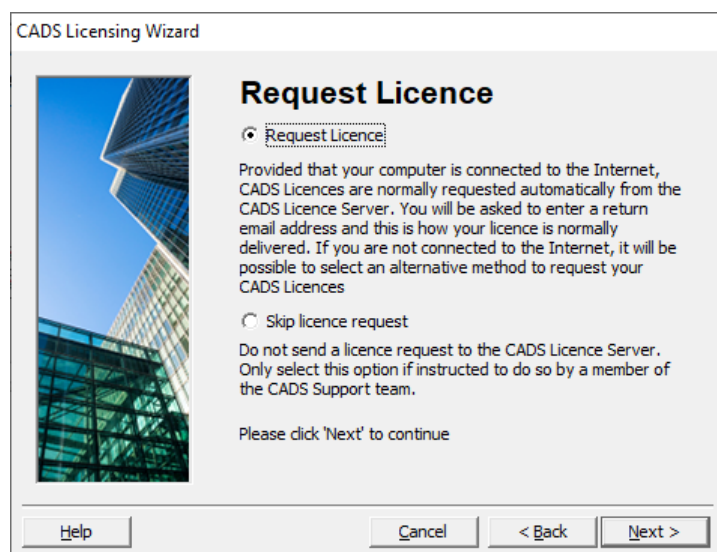 CADS Licensing Wizard
Request Licence
Request Licence
Provided that your computer is connected to the Internet,
CADS Licences are normally requested automatically from the
CADS Licence Server. You will be asked to enter a return
email address and this is how your licence is normally
delivered. If you are not connected to the Internet, it will be
possible to select an alternative method to request your
CADS Licences
Skip licence request
Do not send a licence request to the CADS Licence Server.
Only select this option if instructed to do so by a member of
the CADS Support team.
Please click 'Next' to continue
Help
Cancel
< Back
Next >